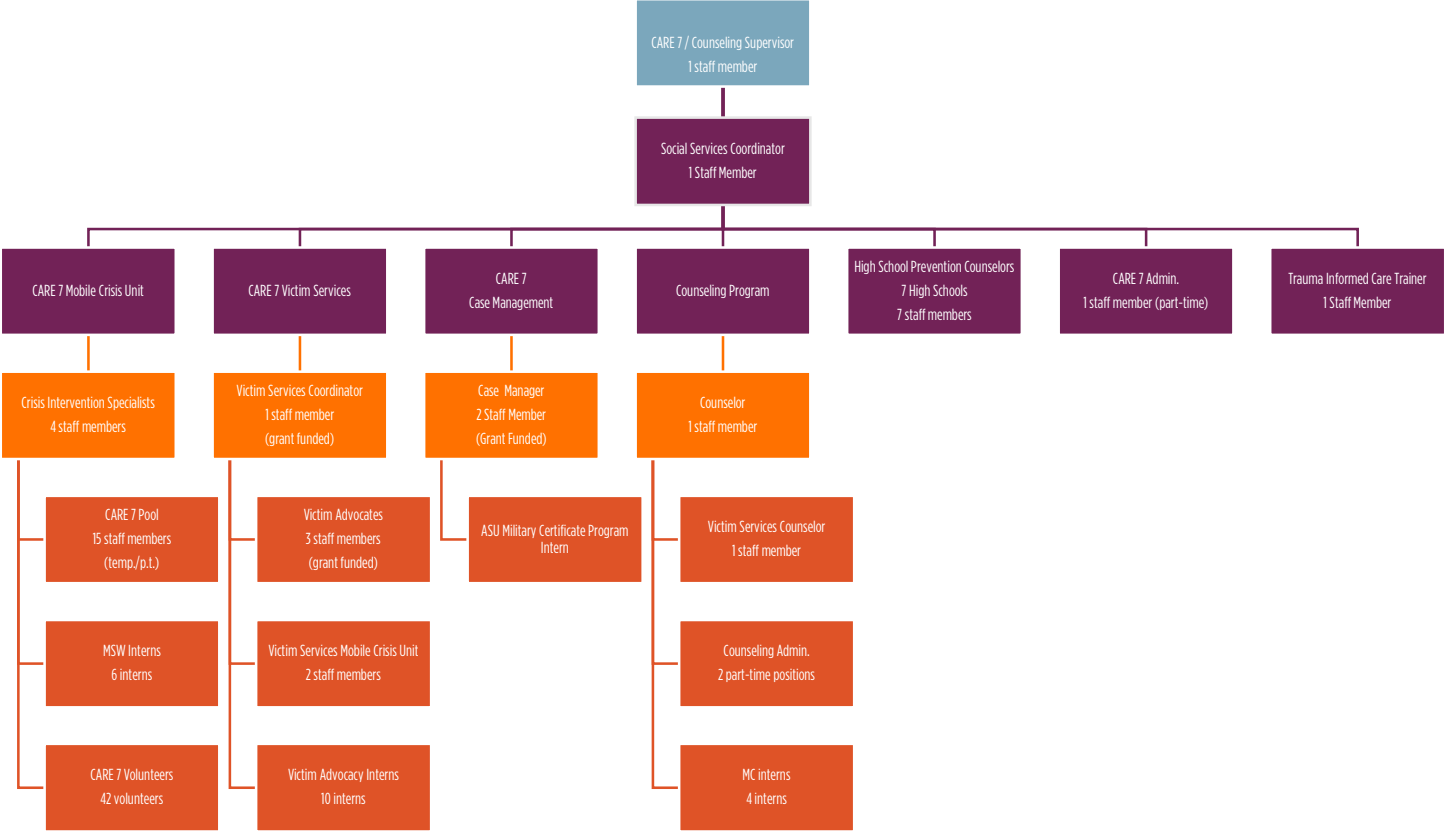 CARE 7 / Counseling Supervisor
1 staff member
Social Services Coordinator
1 Staff Member
CARE 7 Mobile Crisis Unit
CARE 7 Victim Services
CARE 7
Case Management
Counseling Program
High School Prevention Counselors
7 High Schools
7 staff members
CARE 7 Admin.
1 staff member (part-time)
Trauma Informed Care Trainer
1 Staff Member
Crisis Intervention Specialists
4 staff members
Victim Services Coordinator
1 staff member
(grant funded)
Case Manager
2 Staff Member
(Grant Funded)
Counselor
1 staff member
CARE 7 Pool
15 staff members
(temp./p.t.)
Victim Advocates
3 staff members
(grant funded)
ASU Military Certificate Program
Intern
Victim Services Counselor
1 staff member
MSW Interns
6 interns
Victim Services Mobile Crisis Unit
2 staff members
Counseling Admin.
2 part-time positions
CARE 7 Volunteers
42 volunteers
Victim Advocacy Interns
10 interns
MC interns
4 interns